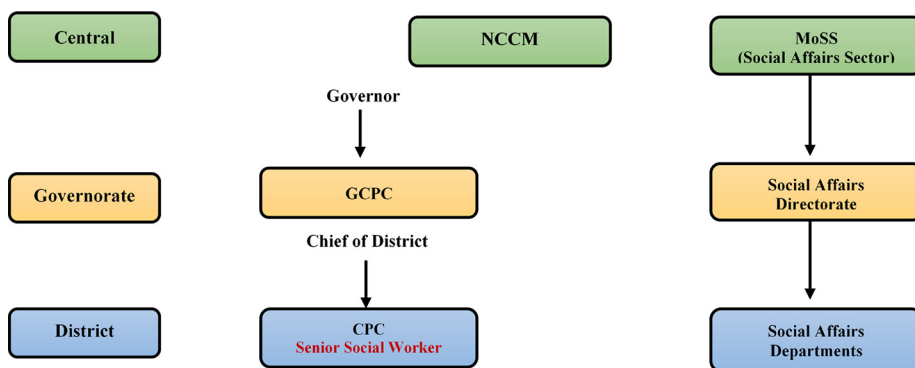 Central
NCCM
MoSS
(Social Affairs Sector)
Governor
Governorate
GCPC
Social Affairs
Directorate
Chief of District
District
CPC
Senior Social Worker
Social Affairs
Departments